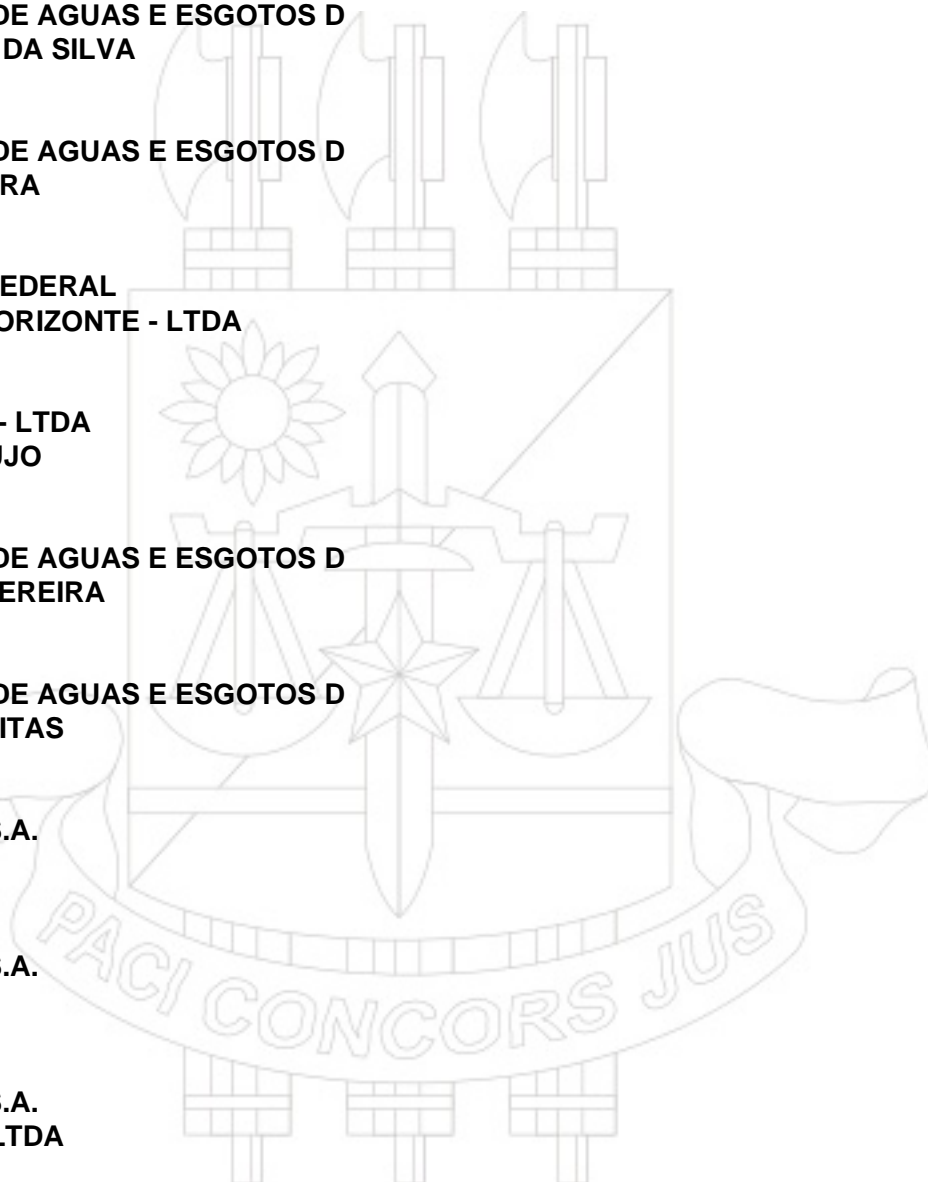 DE AGUAS E ESGOTOS D
DA SILVA
DE AGUAS E ESGOTOS D
RA
EDERAL
ORIZONTE - LTDA
- LTDA
UJO
DE AGUAS E ESGOTOS D
EREIRA
DE AGUAS E ESGOTOS D
ITAS
S.A.
S.A.
S.A.
LTDA
PACI CONCORS JUS